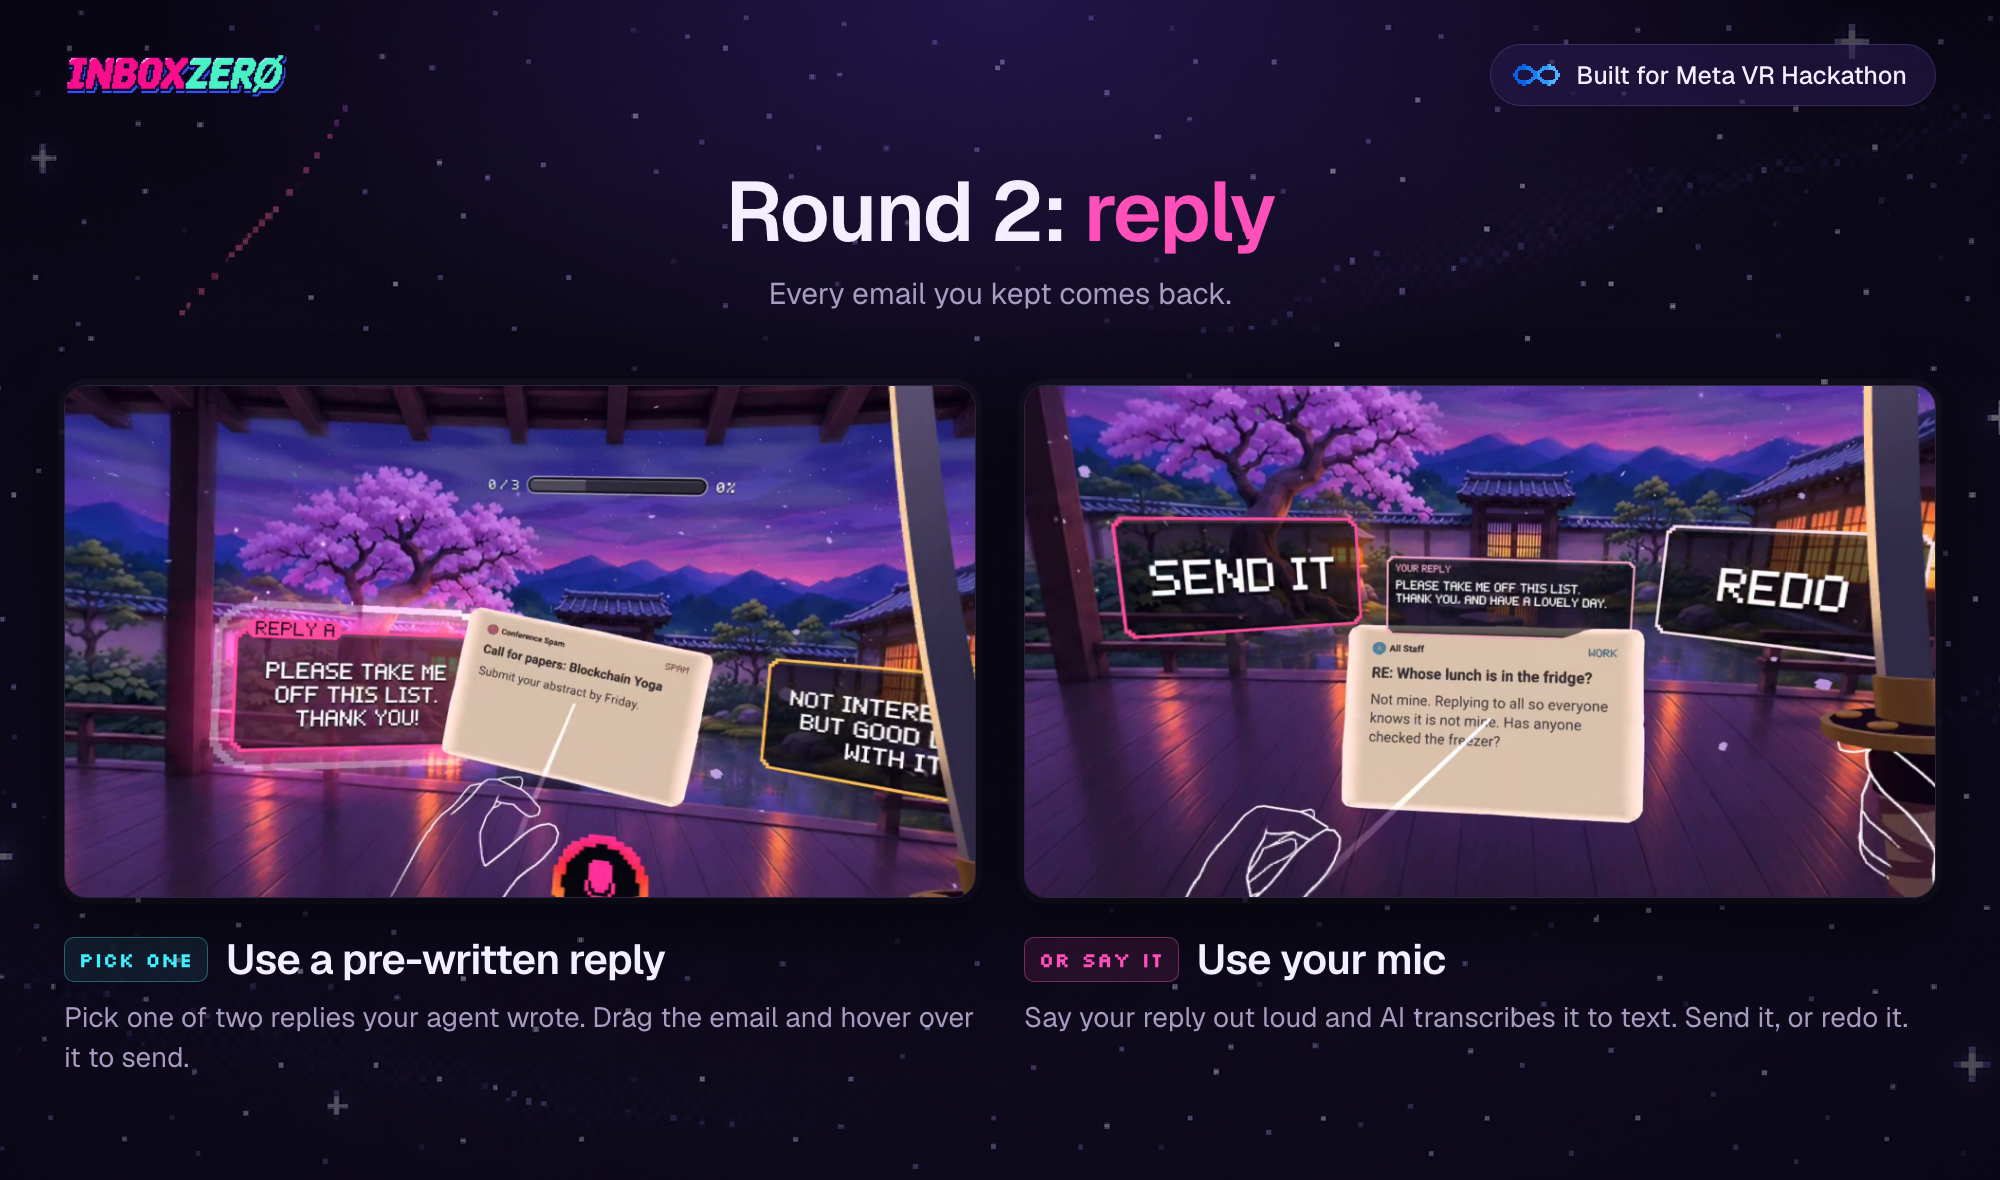 INBOXZERØ
Built for Meta VR Hackathon
Round 2: reply
Every email you kept comes back.
0/3
0%
REPLY A
PLEASE TAKE ME
OFF THIS LIST.
THANK YOU!
Conference Spam
SPAM
Call for papers: Blockchain Yoga
Submit your abstract by Friday.
NOT
BUT GOOD
WITH
SEND IT
YOUR REPLY
PLEASE TAKE ME OFF THIS LIST.
THANK YOU, AND HAVE A LOVELY DAY.
REDO
All Staff
WORK
RE: Whose lunch is in the fridge?
Not mine. Replying to all so everyone
knows it is not mine. Has anyone
checked the freezer?
PICK ONE
Use a pre-written reply
Pick one of two replies your agent wrote. Drag the email and hover over
it to send.
OR SAY IT
Use your mic
Say your reply out loud and AI transcribes it to text. Send it, or redo it.